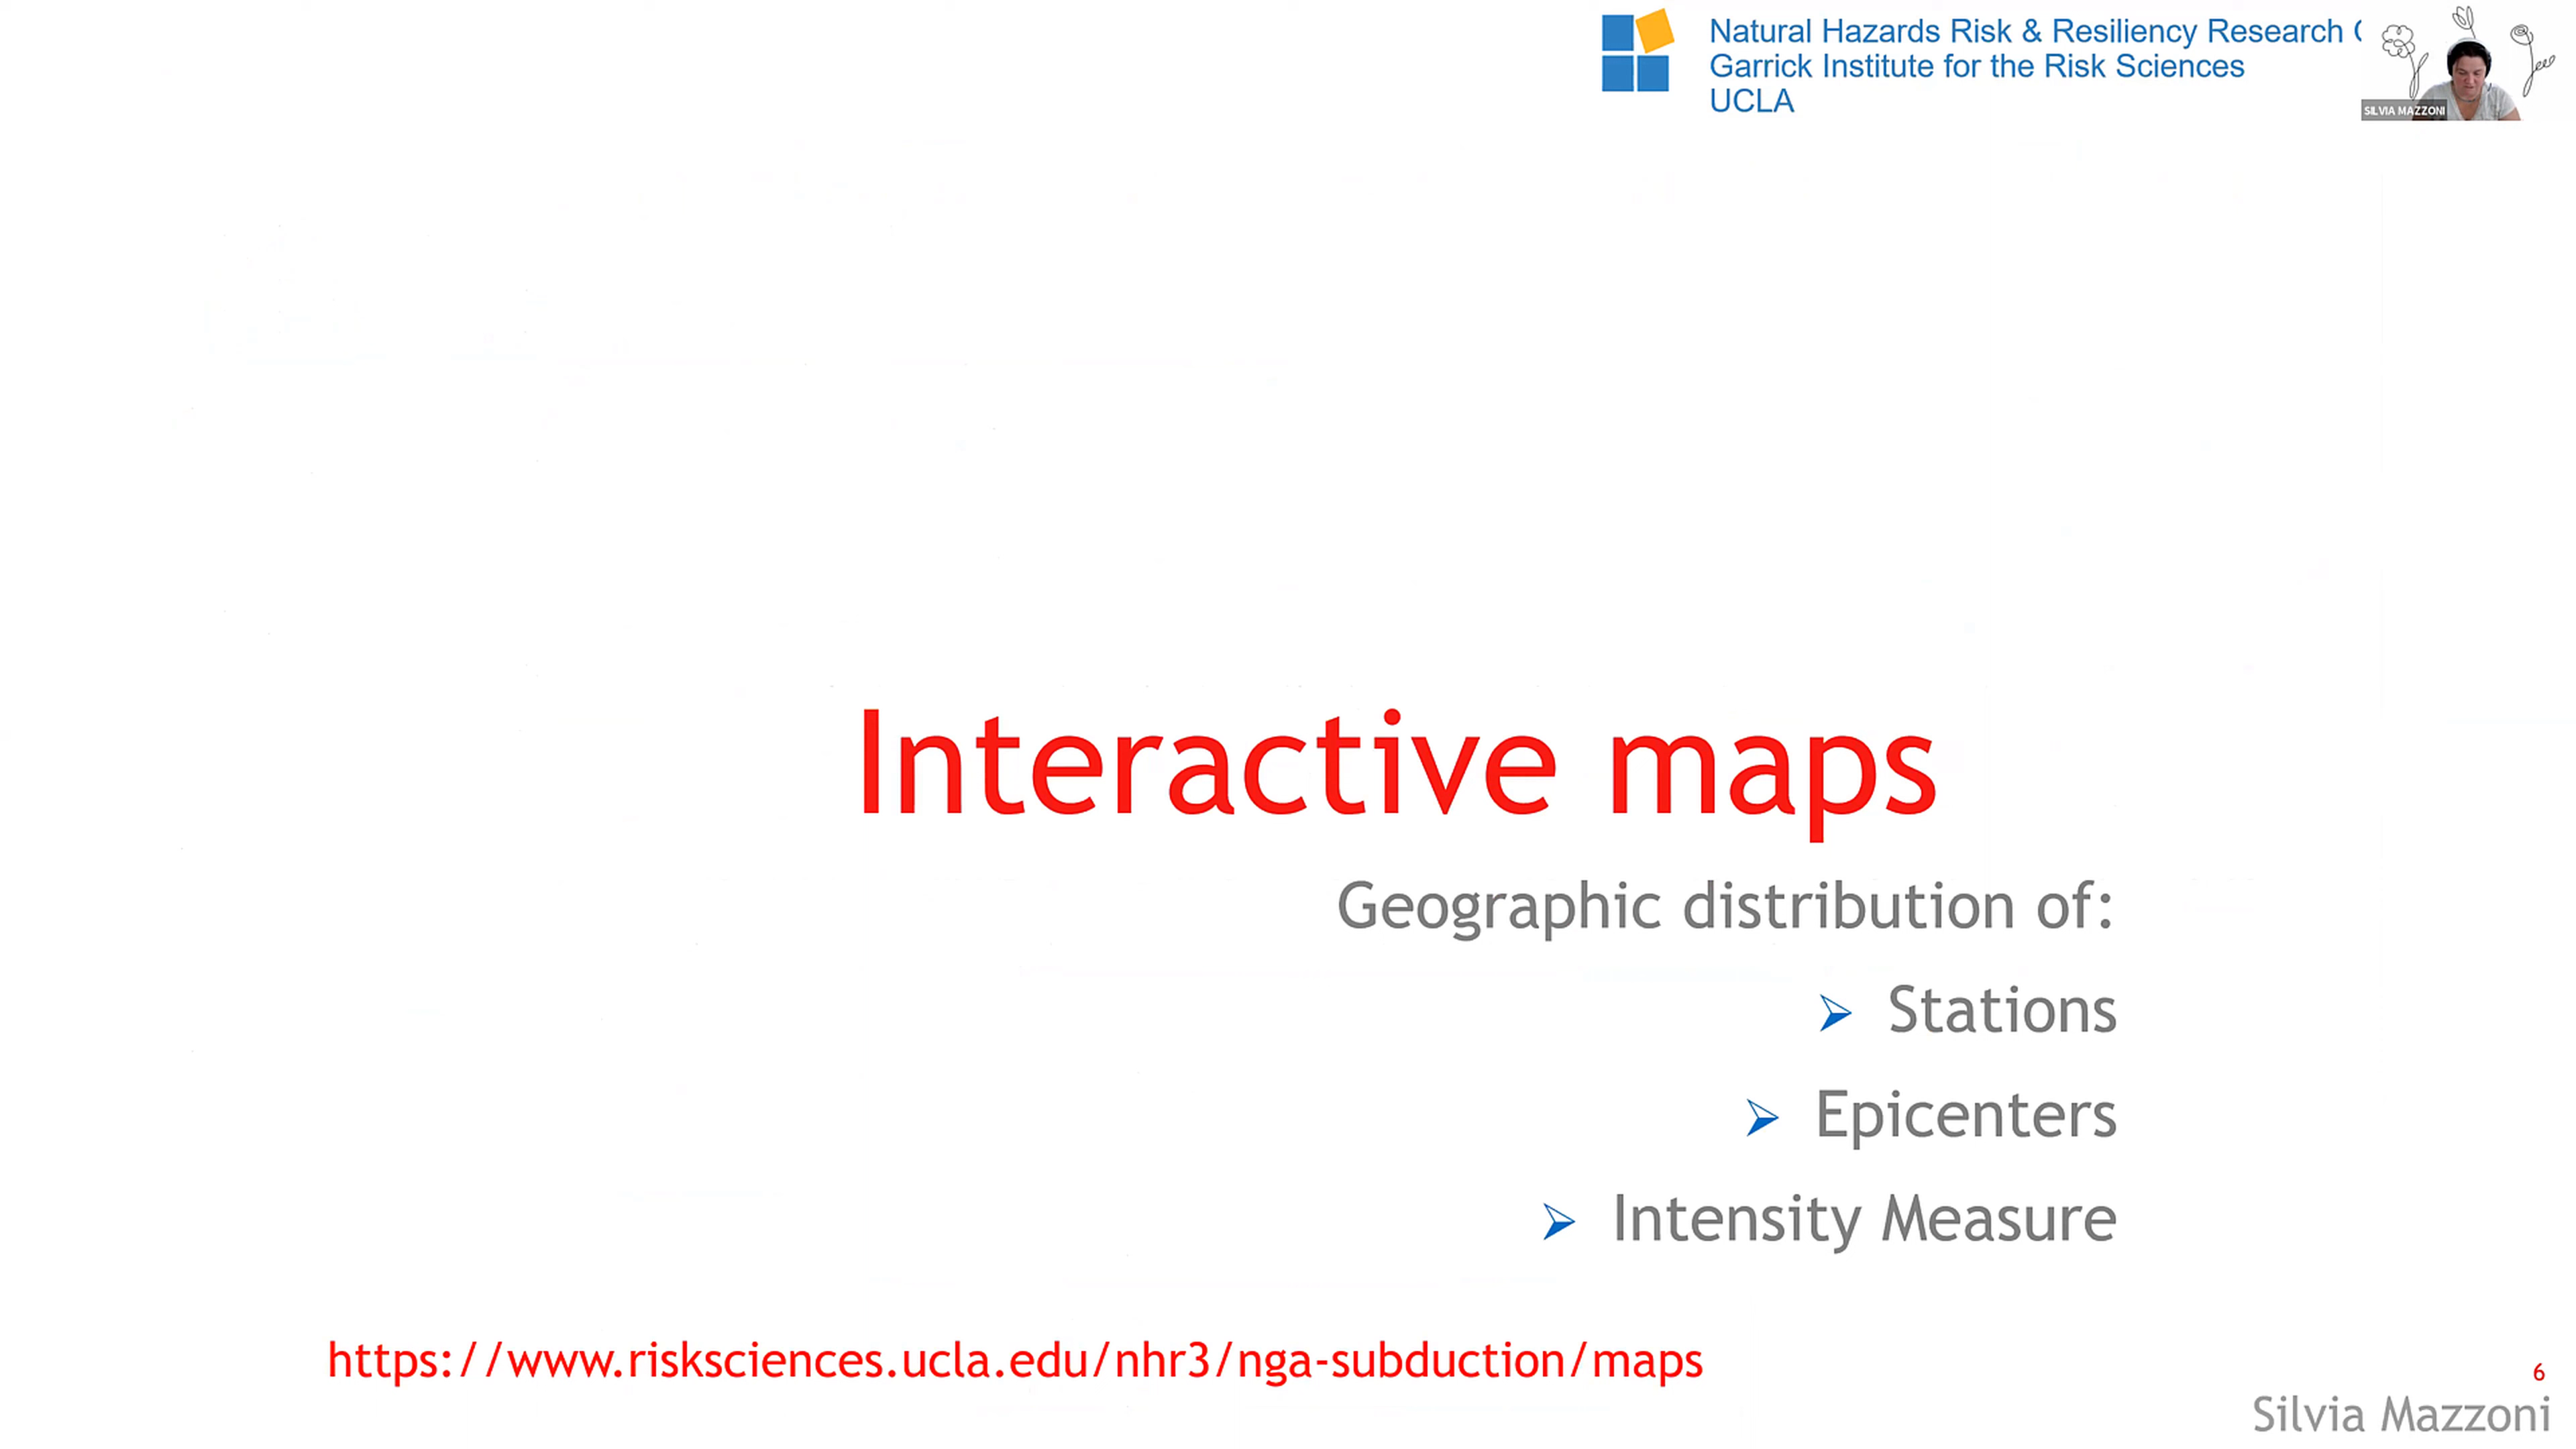 Natural Hazards Risk & Resiliency Research
Garrick Institute for the Risk Sciences
UCLA
SILVIA MAZZONI
Interactive maps
Geographic distribution of:
Stations
Epicenters
Intensity Measure
https://www.risksciences.ucla.edu/nhr3/nga-subduction/maps
6
Silvia Mazzoni